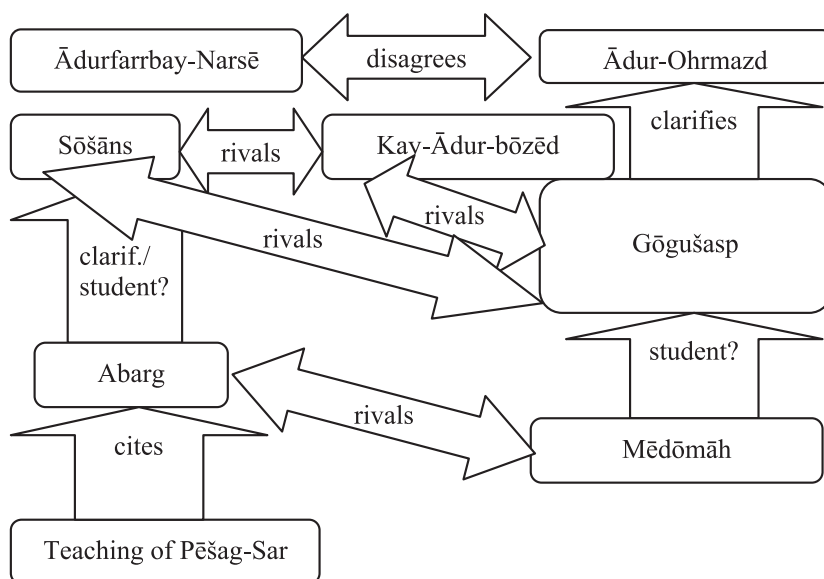 Ādurfarrbay-Narsē
disagrees
Ādur-Ohrmazd
clarifies
Sōšāns
rivals
Kay-Ādur-bōzēd
rivals
rivals
Gōgušasp
clarif./
student?
student?
Abarg
rivals
cites
Mēdōmāh
Teaching of Pēšag-Sar